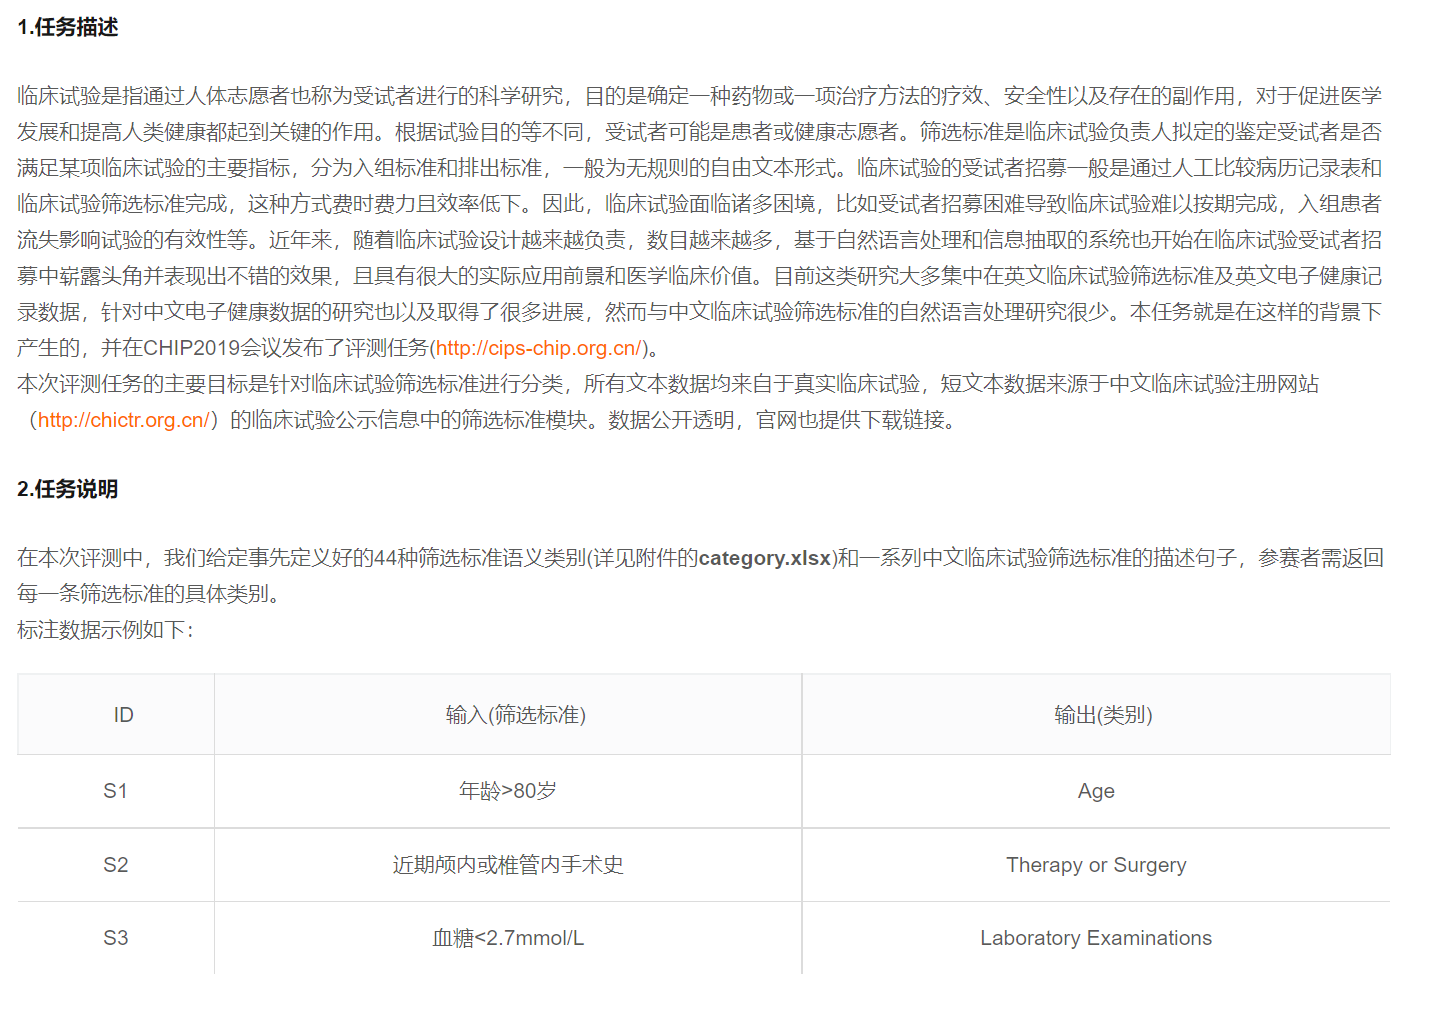 1.任务描述
临床试验是指通过人体志愿者也称为受试者进行的科学研究，目的是确定一种药物或一项治疗方法的疗效、安全性以及存在的副作用，对于促进医学
发展和提高人类健康都起到关键的作用。根据试验目的等不同，受试者可能是患者或健康志愿者。筛选标准是临床试验负责人拟定的鉴定受试者是否
满足某项临床试验的主要指标，分为入组标准和排出标准，一般为无规则的自由文本形式。临床试验的受试者招募一般是通过人工比较病历记录表和
临床试验筛选标准完成，这种方式费时费力且效率低下。因此，临床试验面临诸多困境，比如受试者招募困难导致临床试验难以按期完成，入组患者
流失影响试验的有效性等。近年来，随着临床试验设计越来越负责，数目越来越多，基于自然语言处理和信息抽取的系统也开始在临床试验受试者招
募中崭露头角并表现出不错的效果，且具有很大的实际应用前景和医学临床价值。目前这类研究大多集中在英文临床试验筛选标准及英文电子健康记
录数据，针对中文电子健康数据的研究也以及取得了很多进展，然而与中文临床试验筛选标准的自然语言处理研究很少。本任务就是在这样的背景下
产生的，并在CHIP2019会议发布了评测任务(http://cips-chip.org.cn/)。
本次评测任务的主要目标是针对临床试验筛选标准进行分类，所有文本数据均来自于真实临床试验，短文本数据来源于中文临床试验注册网站
（http://chictr.org.cn/）的临床试验公示信息中的筛选标准模块。数据公开透明，官网也提供下载链接。
2.任务说明
在本次评测中，我们给定事先定义好的44种筛选标准语义类别(详见附件的category.xlsx)和一系列中文临床试验筛选标准的描述句子，参赛者需返回
每一条筛选标准的具体类别。
标注数据示例如下：
ID 输入(筛选标准) 输出(类别)
S1 年龄>80岁 Age
S2 近期颅内或椎管内手术史 Therapy or Surgery
S3 血糖<2.7mmol/L Laboratory Examinations